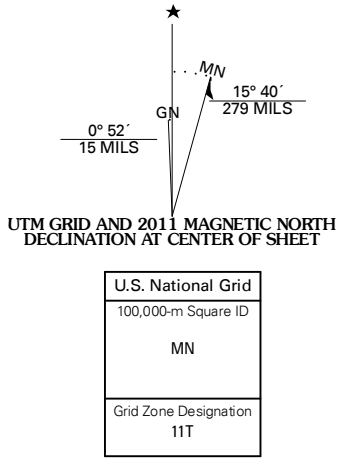 MN
15° 40´
279 MILS
GN
0° 52´
15 MILS
UTM GRID AND 2011 MAGNETIC NORTH
DECLINATION AT CENTER OF SHEET
U.S. National Grid
100,000-m Square ID
MN
Grid Zone Designation
11T